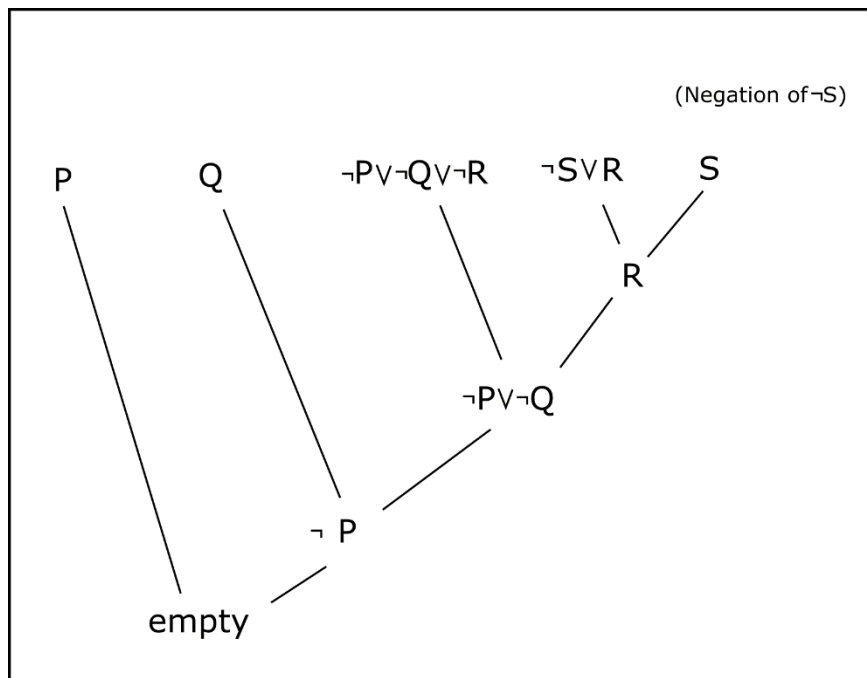 (Negation of¬S)
P Q ¬P∨¬Q∨¬R ¬S∨R S
R
¬P∨¬Q
¬ P
empty